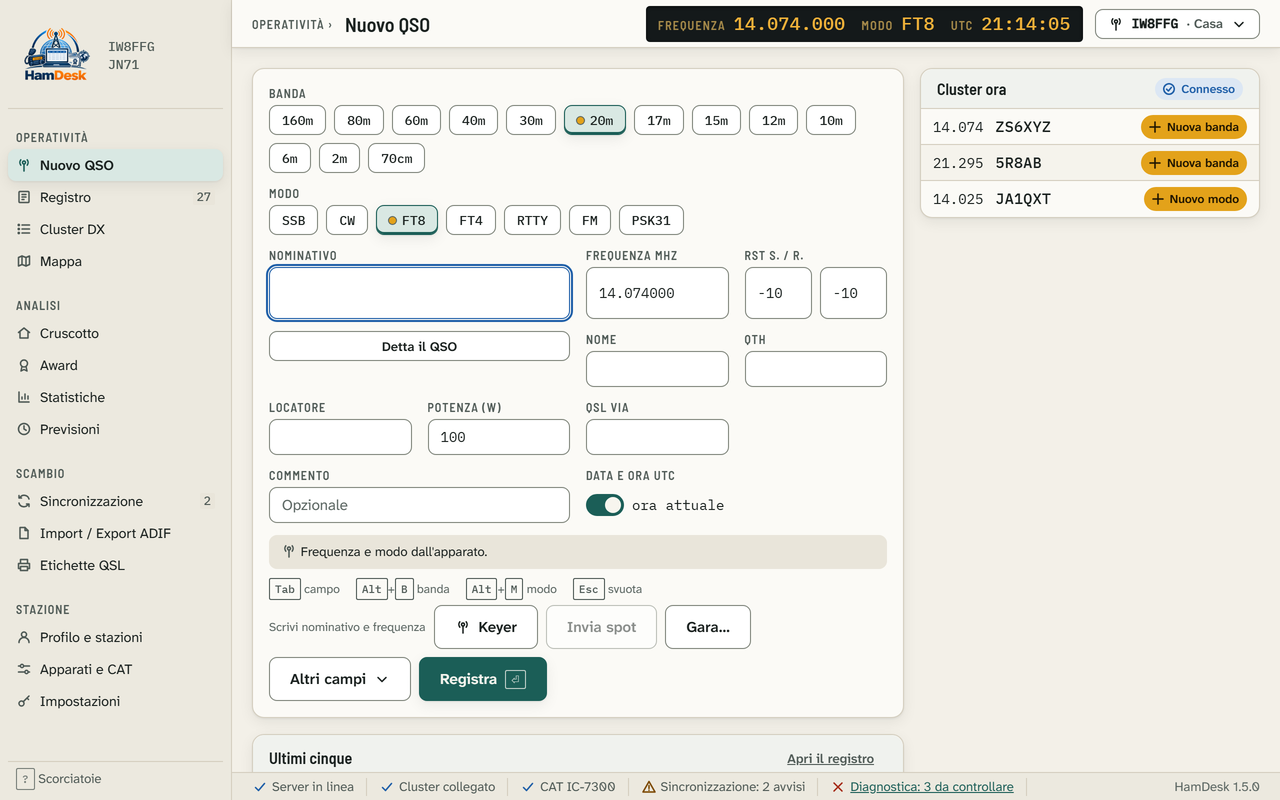 HamDesk
IW8FFG
JN71
OPERATIVITÀ
Nuovo QSO
Registro 27
Cluster DX
Mappa
ANALISI
Cruscotto
Award
Statistiche
Previsioni
SCAMBIO
Sincronizzazione 2
Import / Export ADIF
Etichette QSL
STAZIONE
Profilo e stazioni
Apparati e CAT
Impostazioni
? Scorciatoie
OPERATIVITÀ › Nuovo QSO
FREQUENZA 14.074.000 MODO FT8 UTC 21:14:05
IW8FFG · Casa
BANDA
160m 80m 60m 40m 30m 20m 17m 15m 12m 10m
6m 2m 70cm
MODO
SSB CW FT8 FT4 RTTY FM PSK31
NOMINATIVO FREQUENZA MHZ RST S. / R.
14.074000 -10 -10
Detta il QSO
NOME QTH
LOCATORE POTENZA (W) QSL VIA
100
COMMENTO DATA E ORA UTC
Opzionale ora attuale
Frequenza e modo dall'apparato.
Tab campo Alt+B banda Alt+M modo Esc svuota
Scrivi nominativo e frequenza Keyer Invia spot Gara...
Altri campi Registra ⏎
Ultimi cinque Apri il registro
Cluster ora Connesso
14.074 ZS6XYZ + Nuova banda
21.295 5R8AB + Nuova banda
14.025 JA1QXT + Nuovo modo
Server in linea Cluster collegato CAT IC-7300 Sincronizzazione: 2 avvisi Diagnostica: 3 da controllare HamDesk 1.5.0